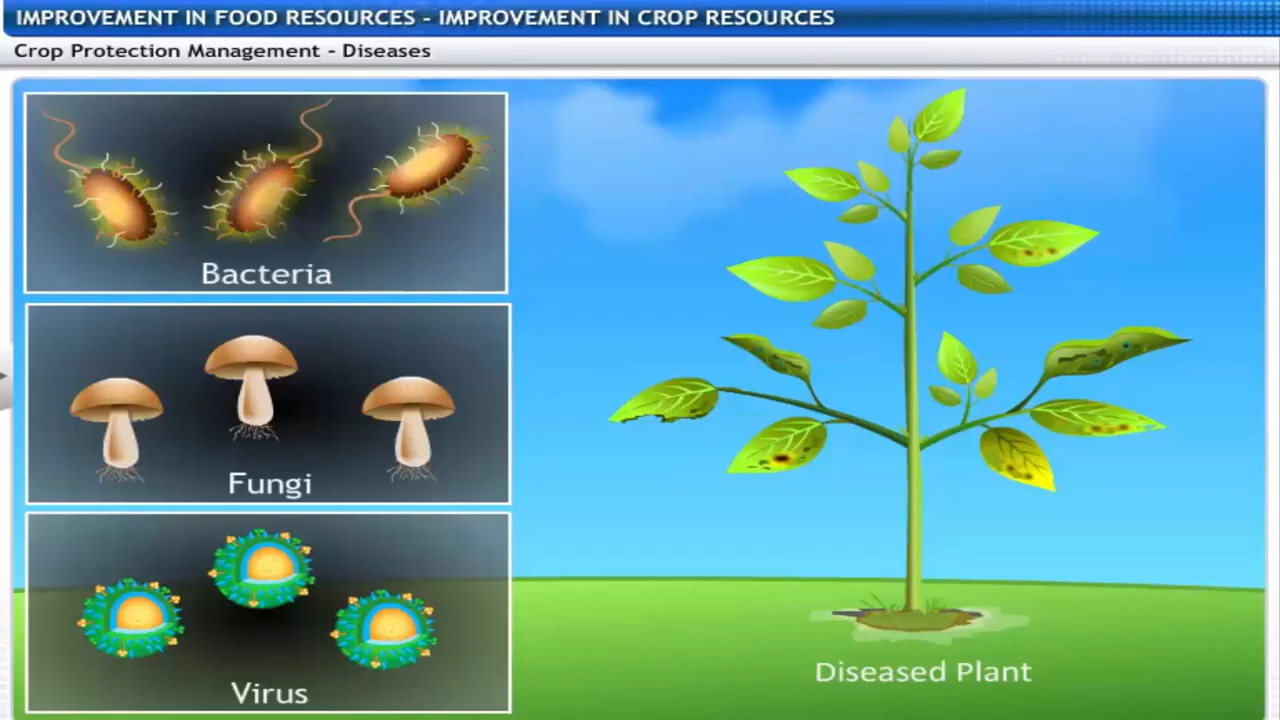 IMPROVEMENT IN FOOD RESOURCES - IMPROVEMENT IN CROP RESOURCES
Crop Protection Management - Diseases
Bacteria
Fungi
Virus
Diseased Plant